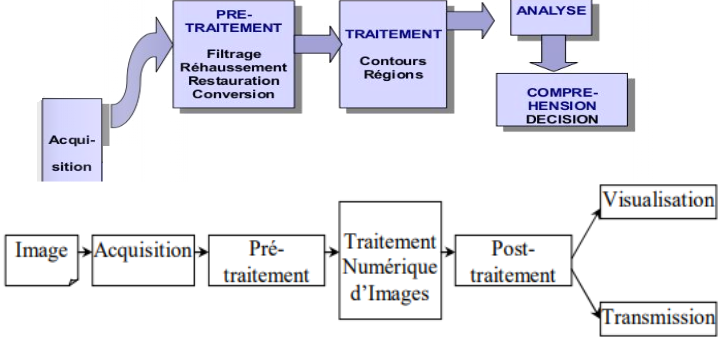 PRE-
TRAITEMENT
Filtrage
Réhaussement
Restauration
Conversion
TRAITEMENT
Contours
Régions
ANALYSE
COMPRE-
HENSION
DECISION
Acqui-
sition
Image
Acquisition
Pré-
traitement
Traitement
Numérique
d'Images
Post-
traitement
Visualisation
Transmission